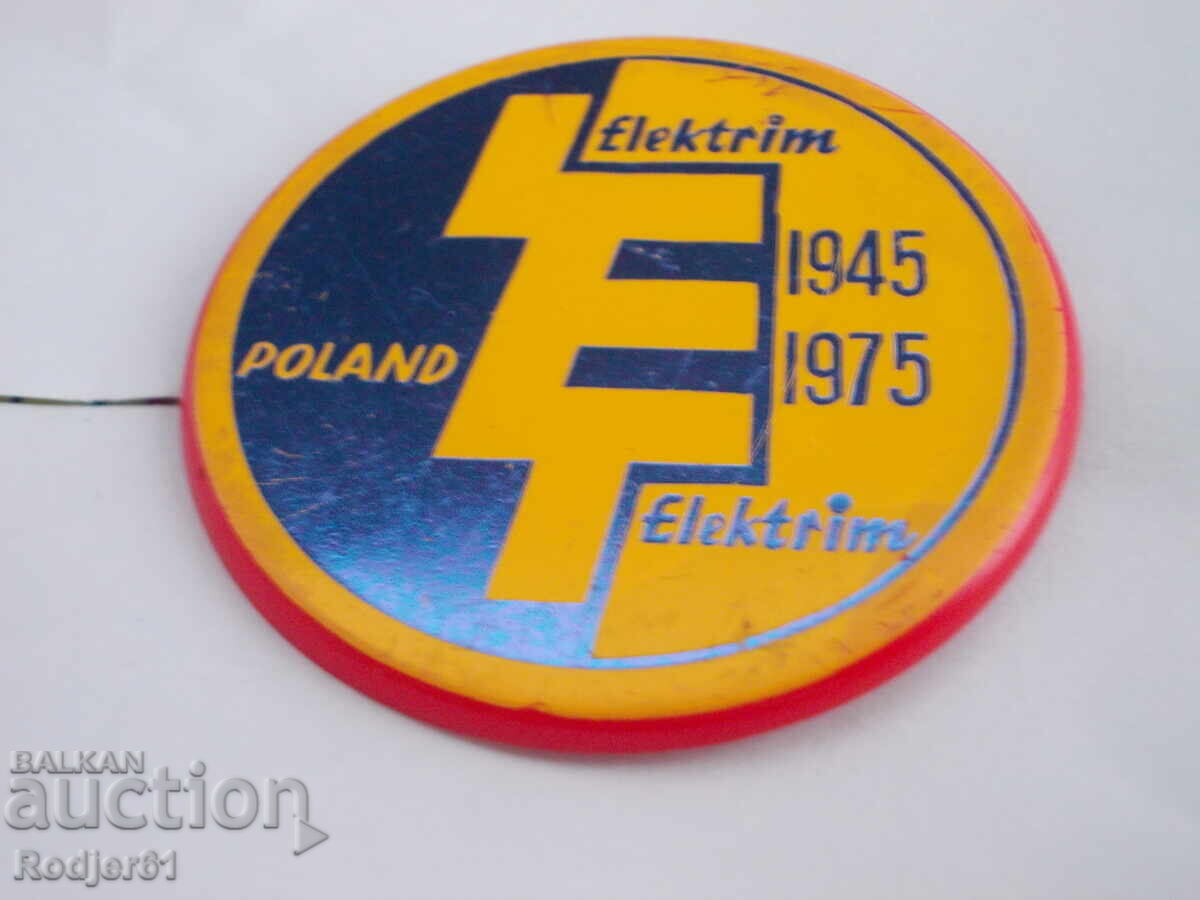 Elektrim
1945
1975
POLAND
Elektrim
BALKAN
auction
Rodjer61